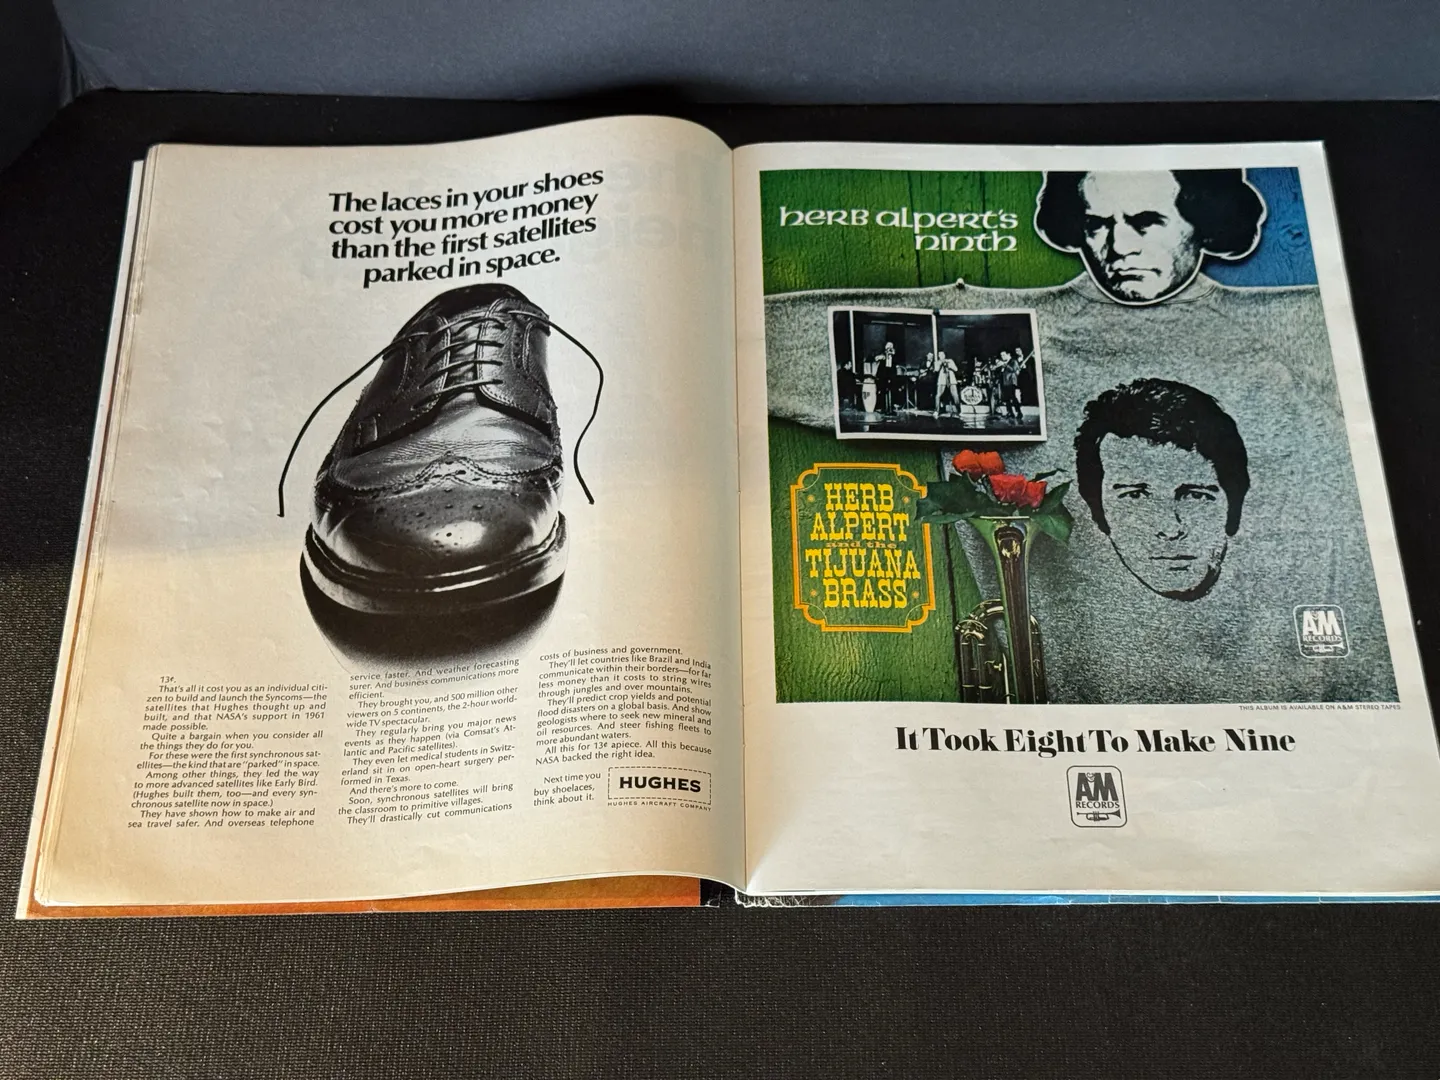 The laces in your shoes
cost you more money
than the first satellites
parked in space.
13¢.
That's all it cost you as an individual citi-
zen to build and launch the Syncoms—the
satellites that Hughes thought up and
built, and that NASA's support in 1961
made possible.
Quite a bargain when you consider all
the things they do for you.
For these were the first synchronous sat-
ellites—the kind that are "parked" in space.
Among other things, they led the way
to more advanced satellites like Early Bird.
(Hughes built them, too—and every syn-
chronous satellite now in space.)
They have shown how to make air and
sea travel safer. And overseas telephone
service faster. And weather forecasting
surer. And business communications more
efficient.
They brought you, and 500 million other
viewers on 5 continents, the 2-hour world-
wide TV spectacular.
They regularly bring you major news
events as they happen (via Comsat's At-
lantic and Pacific satellites).
They even let medical students in Switz-
erland sit in on open-heart surgery per-
formed in Texas.
And there's more to come.
Soon, synchronous satellites will bring
the classroom to primitive villages.
They'll drastically cut communications
costs of business and government.
They'll let countries like Brazil and India
communicate within their borders—for far
less money than it costs to string wires
through jungles and over mountains.
They'll predict crop yields and potential
flood disasters on a global basis. And show
geologists where to seek new mineral and
oil resources. And steer fishing fleets to
more abundant waters.
All this for 13¢ apiece. All this because
NASA backed the right idea.
Next time you
buy shoelaces,
think about it.
HUGHES
HUGHES AIRCRAFT COMPANY
herb alpert's
ninth
HERB
ALPERT
and the
TIJUANA
BRASS
A&M
RECORDS
THIS ALBUM IS AVAILABLE ON A&M STEREO TAPES
It Took Eight To Make Nine
A&M
RECORDS